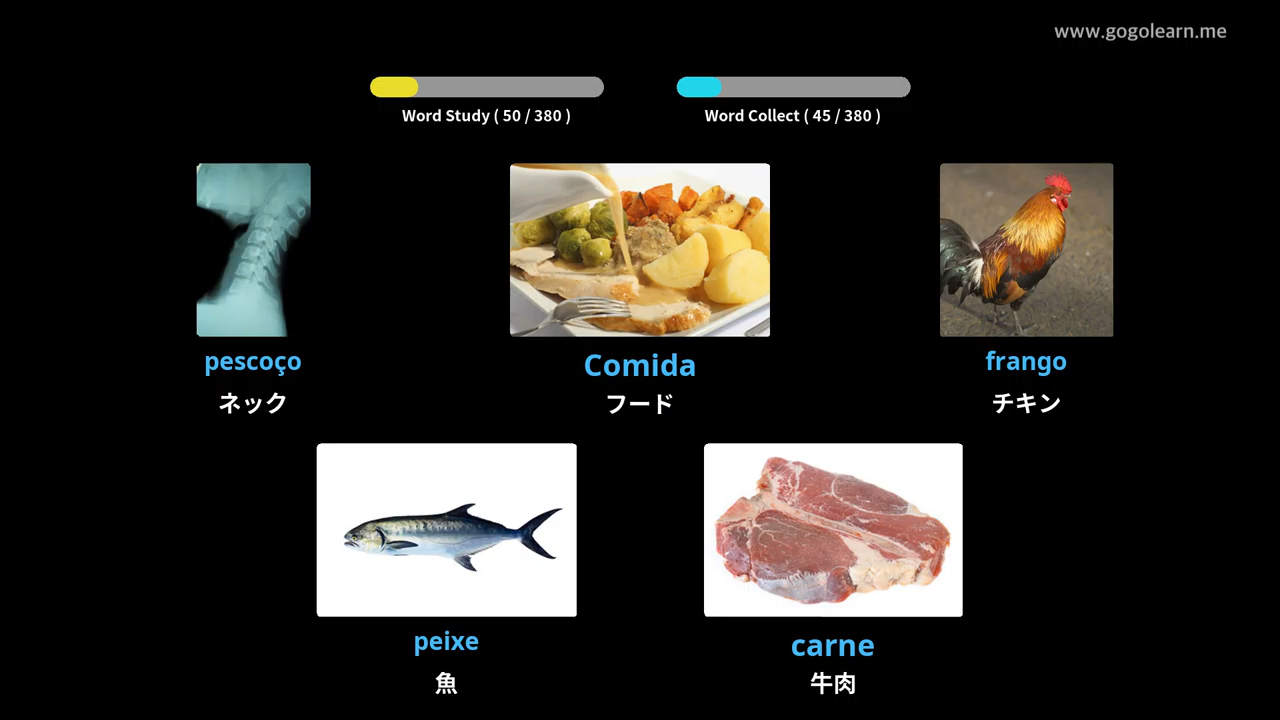 www.gogolearn.me
Word Study ( 50 / 380 )
Word Collect ( 45 / 380 )
pescoço
ネック
Comida
フード
frango
チキン
peixe
魚
carne
牛肉